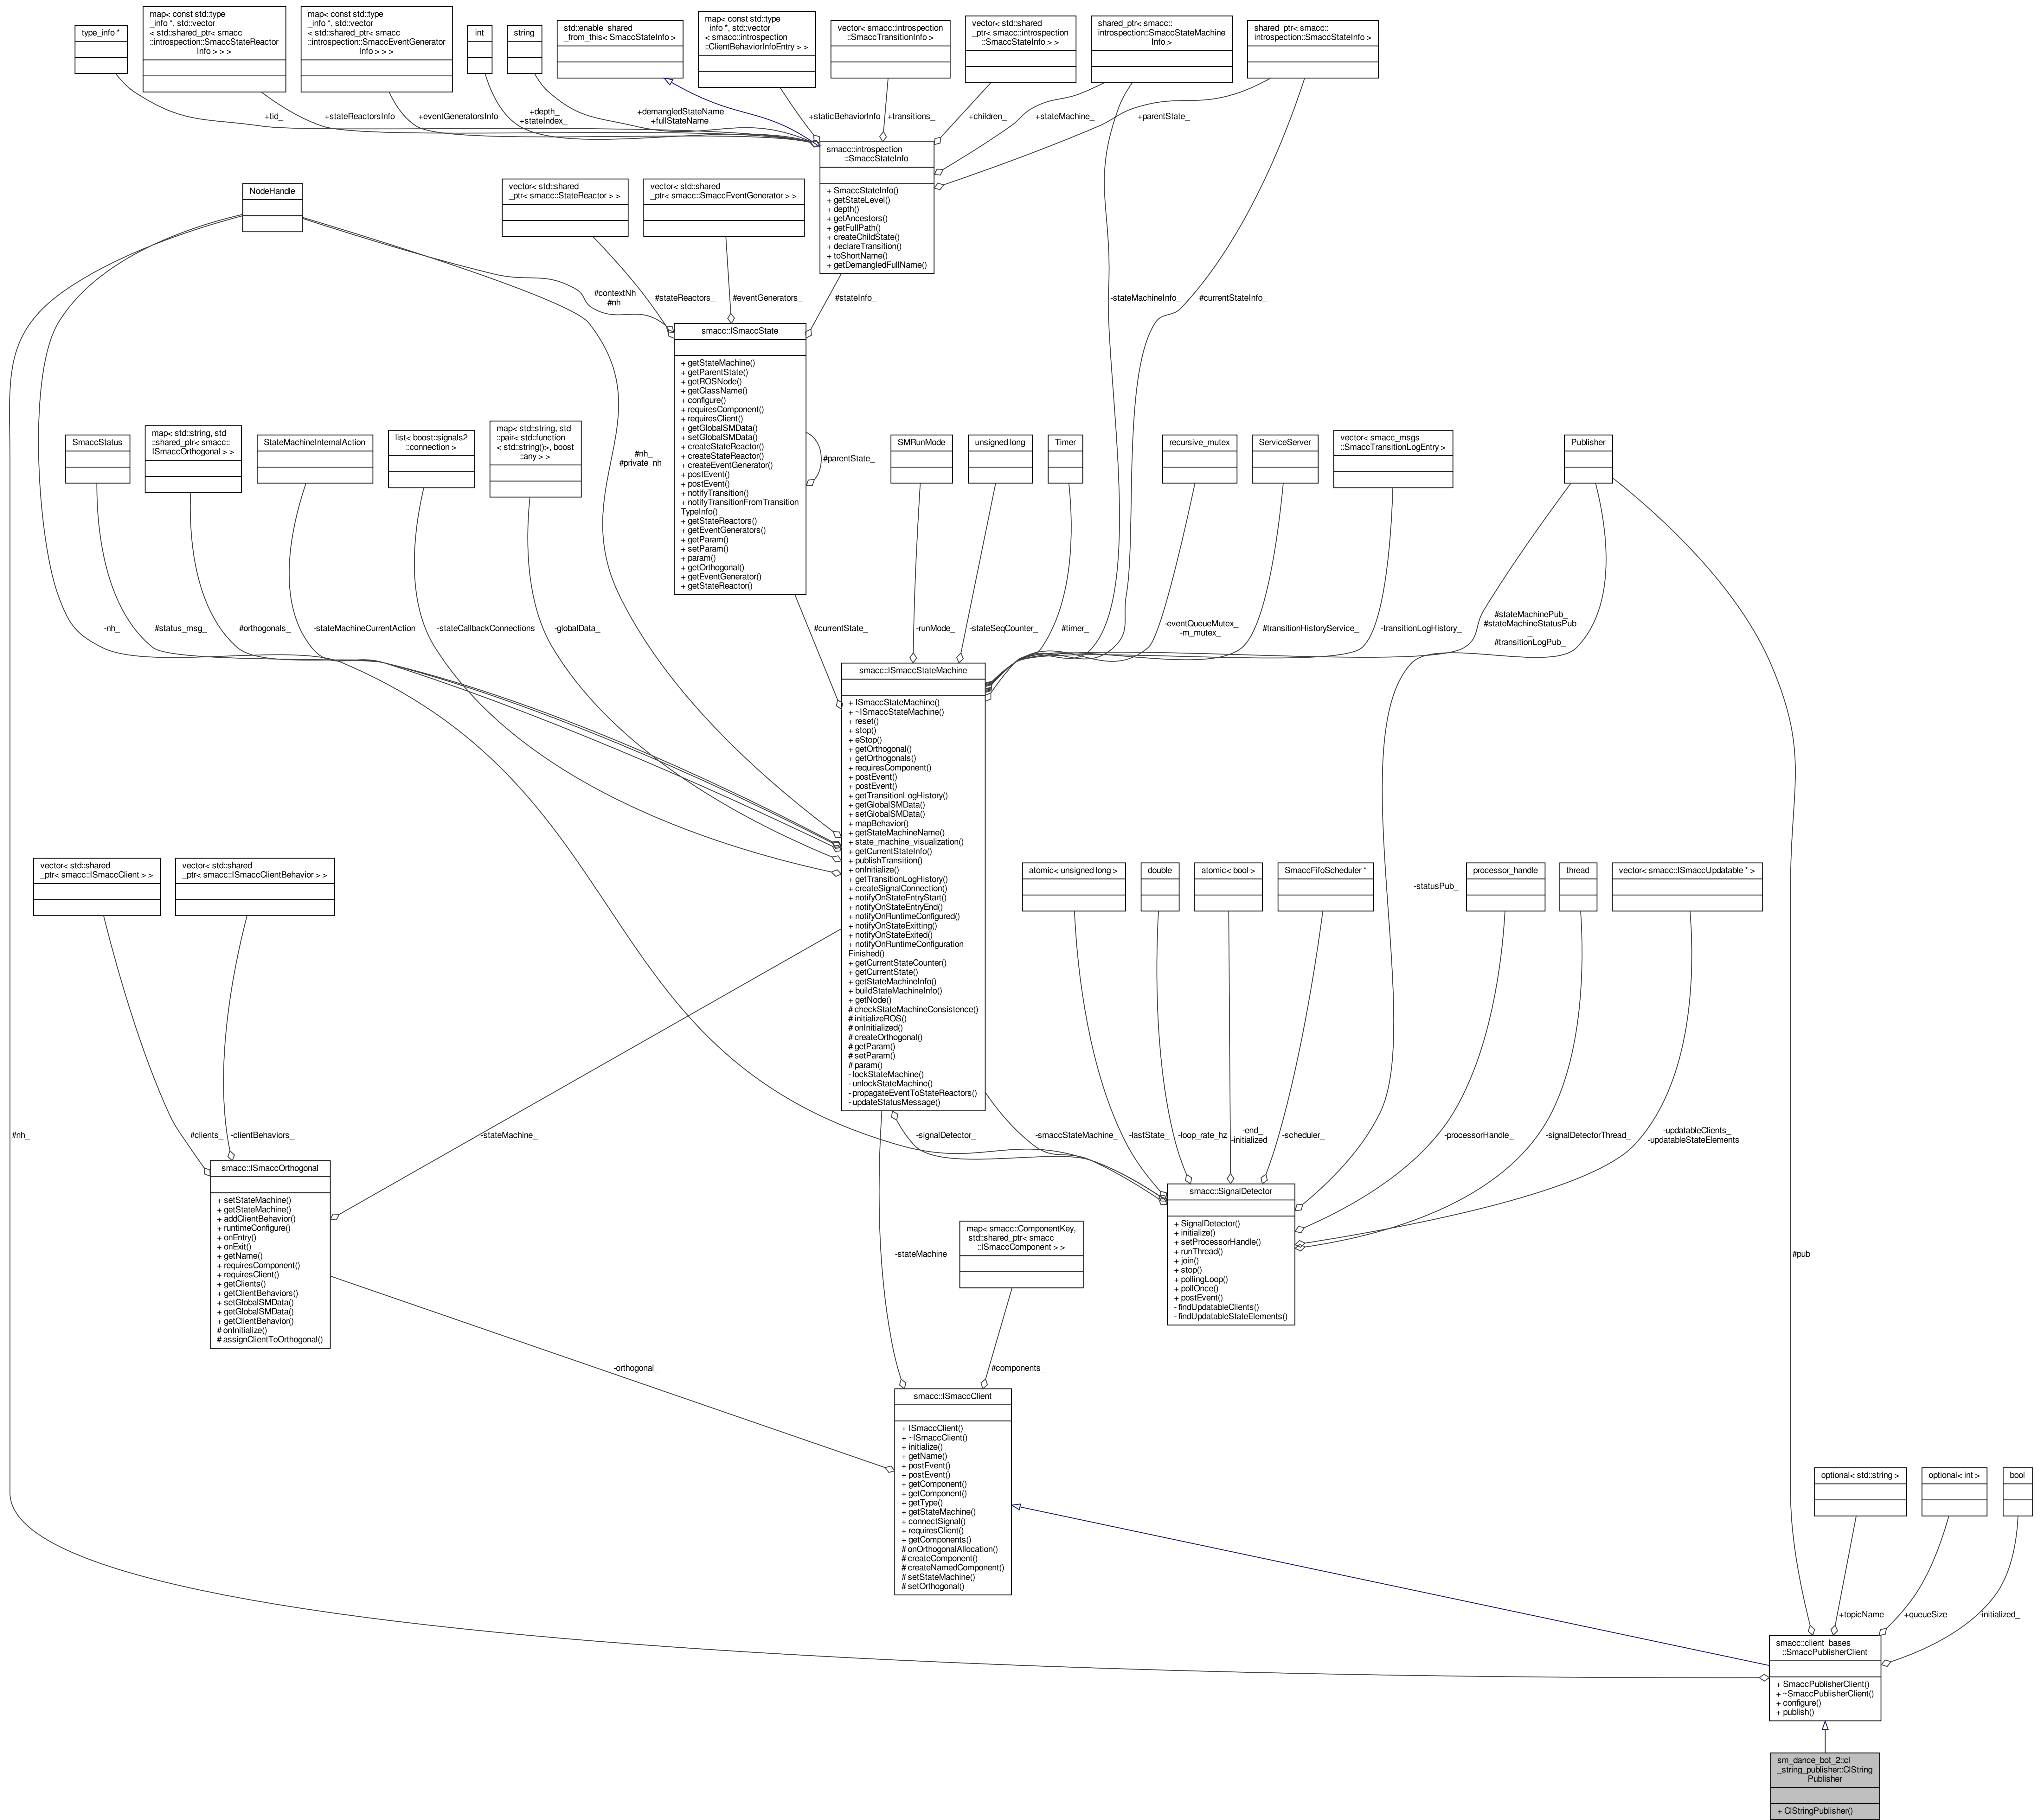 type_info *
map< const std::type
_info *, std::vector
< std::shared_ptr< smacc
::introspection::SmaccStateReactor
Info > > >
map< const std::type
_info *, std::vector
< std::shared_ptr< smacc
::introspection::SmaccEventGenerator
Info > > >
int
string
std::enable_shared
_from_this< SmaccStateInfo >
map< const std::type
_info *, std::vector
< smacc::introspection
::ClientBehaviorInfoEntry > >
vector< smacc::introspection
::SmaccTransitionInfo >
vector< std::shared
_ptr< smacc::introspection
::SmaccStateInfo > >
shared_ptr< smacc::
introspection::SmaccStateMachine
Info >
shared_ptr< smacc::
introspection::SmaccStateInfo >
+tid_
+stateReactorsInfo
+eventGeneratorsInfo
+depth_
+stateIndex_
+demangledStateName
+fullStateName
+staticBehaviorInfo
+transitions_
+children_
+stateMachine_
+parentState_
smacc::introspection
::SmaccStateInfo
+ SmaccStateInfo()
+ getStateLevel()
+ depth()
+ getAncestors()
+ getFullPath()
+ createChildState()
+ declareTransition()
+ toShortName()
+ getDemangledFullName()
NodeHandle
vector< std::shared
_ptr< smacc::StateReactor > >
vector< std::shared
_ptr< smacc::SmaccEventGenerator > >
#contextNh
#nh
#stateReactors_
#eventGenerators_
#stateInfo_
-stateMachineInfo_
#currentStateInfo_
smacc::ISmaccState
+ getStateMachine()
+ getParentState()
+ getROSNode()
+ getClassName()
+ configure()
+ requiresComponent()
+ requiresClient()
+ getGlobalSMData()
+ setGlobalSMData()
+ createStateReactor()
+ createStateReactor()
+ createEventGenerator()
+ postEvent()
+ postEvent()
+ notifyTransition()
+ notifyTransitionFromTransition
TypeInfo()
+ getStateReactors()
+ getEventGenerators()
+ getParam()
+ setParam()
+ param()
+ getOrthogonal()
+ getEventGenerator()
+ getStateReactor()
#parentState_
SmaccStatus
map< std::string, std
::shared_ptr< smacc::
ISmaccOrthogonal > >
StateMachineInternalAction
list< boost::signals2
::connection >
map< std::string, std
::pair< std::function
< std::string()>, boost
::any > >
#nh_
#private_nh_
SMRunMode
unsigned long
Timer
recursive_mutex
ServiceServer
vector< smacc_msgs
::SmaccTransitionLogEntry >
Publisher
-nh_
#status_msg_
#orthogonals_
-stateMachineCurrentAction
-stateCallbackConnections
-globalData_
#currentState_
-runMode_
-stateSeqCounter_
#timer_
-eventQueueMutex_
-m_mutex_
#transitionHistoryService_
-transitionLogHistory_
#stateMachinePub_
#stateMachineStatusPub
_
#transitionLogPub_
smacc::ISmaccStateMachine
+ ISmaccStateMachine()
+ ~ISmaccStateMachine()
+ reset()
+ stop()
+ eStop()
+ getOrthogonal()
+ getOrthogonals()
+ requiresComponent()
+ postEvent()
+ postEvent()
+ getTransitionLogHistory()
+ getGlobalSMData()
+ setGlobalSMData()
+ mapBehavior()
+ getStateMachineName()
+ state_machine_visualization()
+ getCurrentStateInfo()
+ publishTransition()
+ onInitialize()
+ getTransitionLogHistory()
+ createSignalConnection()
+ notifyOnStateEntryStart()
+ notifyOnStateEntryEnd()
+ notifyOnRuntimeConfigured()
+ notifyOnStateExitting()
+ notifyOnStateExited()
+ notifyOnRuntimeConfiguration
Finished()
+ getCurrentStateCounter()
+ getCurrentState()
+ getStateMachineInfo()
+ buildStateMachineInfo()
+ getNode()
# checkStateMachineConsistence()
# initializeROS()
# onInitialized()
# createOrthogonal()
# getParam()
# setParam()
# param()
- lockStateMachine()
- unlockStateMachine()
- propagateEventToStateReactors()
- updateStatusMessage()
vector< std::shared
_ptr< smacc::ISmaccClient > >
vector< std::shared
_ptr< smacc::ISmaccClientBehavior > >
atomic< unsigned long >
double
atomic< bool >
SmaccFifoScheduler *
-statusPub_
processor_handle
thread
vector< smacc::ISmaccUpdatable * >
#nh_
#clients_
-clientBehaviors_
-stateMachine_
-signalDetector_
-smaccStateMachine_
-lastState_
-loop_rate_hz
-end_
-initialized_
-scheduler_
-processorHandle_
-signalDetectorThread_
-updatableClients_
-updatableStateElements_
smacc::ISmaccOrthogonal
+ setStateMachine()
+ getStateMachine()
+ addClientBehavior()
+ runtimeConfigure()
+ onEntry()
+ onExit()
+ getName()
+ requiresComponent()
+ requiresClient()
+ getClients()
+ getClientBehaviors()
+ setGlobalSMData()
+ getGlobalSMData()
+ getClientBehavior()
# onInitialize()
# assignClientToOrthogonal()
smacc::SignalDetector
+ SignalDetector()
+ initialize()
+ setProcessorHandle()
+ runThread()
+ join()
+ stop()
+ pollingLoop()
+ pollOnce()
+ postEvent()
- findUpdatableClients()
- findUpdatableStateElements()
-stateMachine_
map< smacc::ComponentKey,
std::shared_ptr< smacc
::ISmaccComponent > >
#pub_
-orthogonal_
#components_
smacc::ISmaccClient
+ ISmaccClient()
+ ~ISmaccClient()
+ initialize()
+ getName()
+ postEvent()
+ postEvent()
+ getComponent()
+ getComponent()
+ getType()
+ getStateMachine()
+ connectSignal()
+ requiresClient()
+ getComponents()
# onOrthogonalAllocation()
# createComponent()
# createNamedComponent()
# setStateMachine()
# setOrthogonal()
optional< std::string >
optional< int >
bool
+topicName
+queueSize
-initialized_
smacc::client_bases
::SmaccPublisherClient
+ SmaccPublisherClient()
+ ~SmaccPublisherClient()
+ configure()
+ publish()
sm_dance_bot_2::cl
_string_publisher::ClString
Publisher
+ ClStringPublisher()